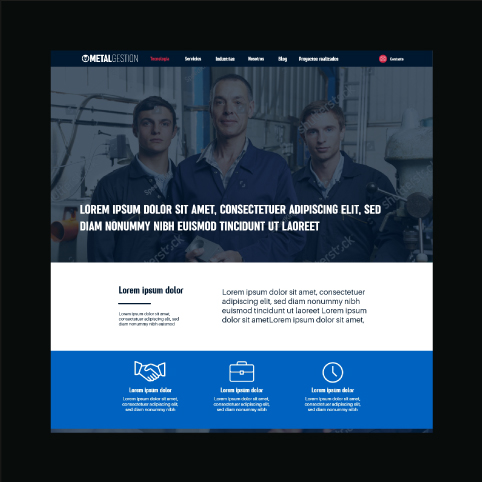 METALGESTIÓN
Tecnología
Servicios
Industrias
Nosotros
Blog
Proyectos realizados
Contacto
LOREM IPSUM DOLOR SIT AMET, CONSECTETUER ADIPISCING ELIT, SED
DIAM NONUMMY NIBH EUISMOD TINCIDUNT UT LAOREET
Lorem ipsum dolor
Lorem ipsum dolor sit amet,
consectetuer adipiscing elit, sed
diam nonummy nibh euismod
Lorem ipsum dolor sit amet, consectetuer
adipiscing elit, sed diam nonummy nibh
euismod tincidunt ut laoreet Lorem ipsum
dolor sit ametLorem ipsum dolor sit amet,
Lorem ipsum dolor
Lorem ipsum dolor sit amet,
consectetuer adipiscing elit,
sed diam nonummy nibh
Lorem ipsum dolor
Lorem ipsum dolor sit amet,
consectetuer adipiscing elit,
sed diam nonummy nibh
Lorem ipsum dolor
Lorem ipsum dolor sit amet,
consectetuer adipiscing elit,
sed diam nonummy nibh